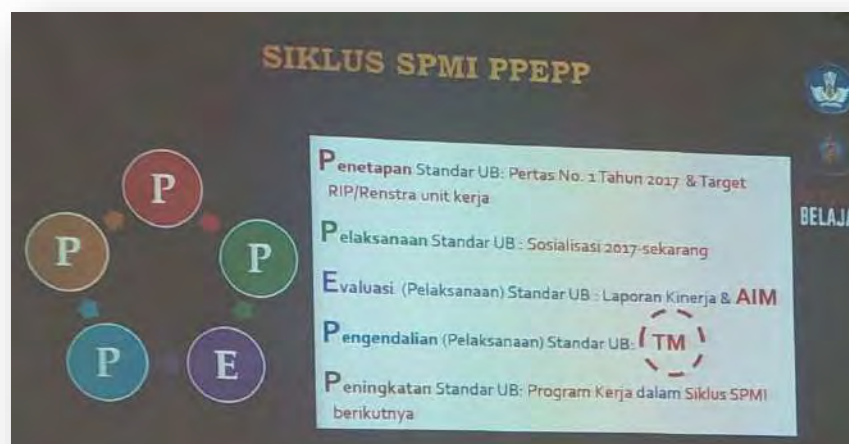 SIKLUS SPMI PPEPP
P
P
E
P
P
Penetapan Standar UB: Pertas No. 1 Tahun 2017 & Target
RIP/Renstra unit kerja
Pelaksanaan Standar UB : Sosialisasi 2017-sekarang
Evaluasi (Pelaksanaan) Standar UB : Laporan Kinerja & AIM
Pengendalian (Pelaksanaan) Standar UB: TM
Peningkatan Standar UB: Program Kerja dalam Siklus SPMI
berikutnya